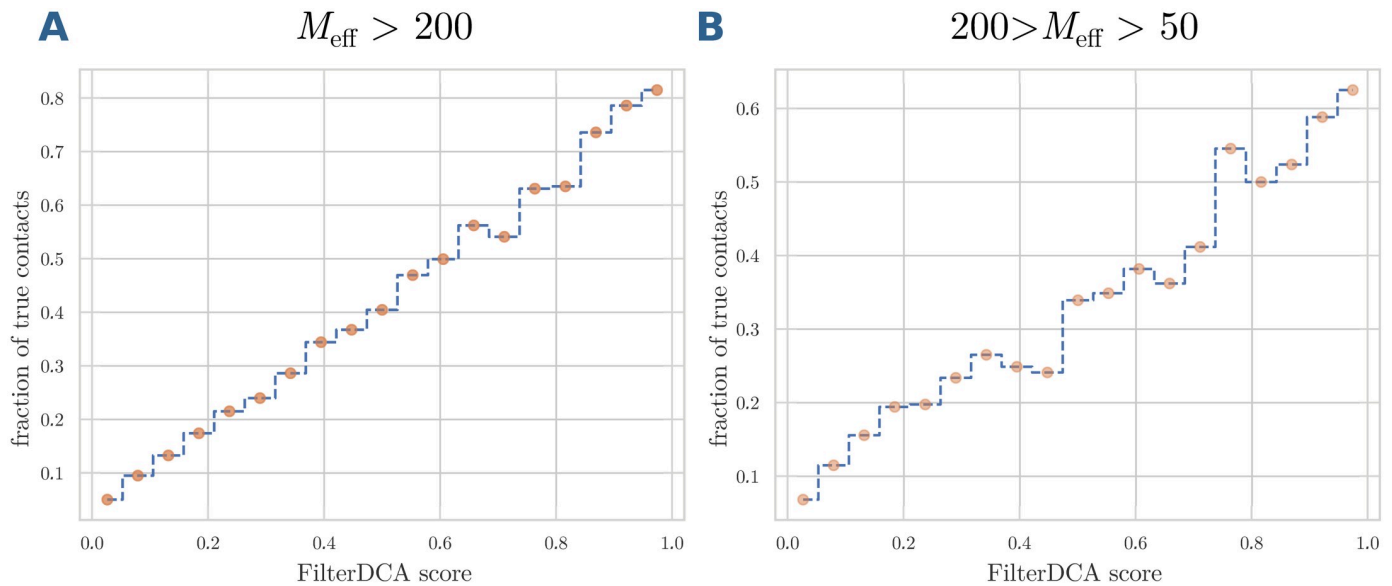 A
M_eff > 200
fraction of true contacts
0.8
0.7
0.6
0.5
0.4
0.3
0.2
0.1
0.0 0.2 0.4 0.6 0.8 1.0
FilterDCA score
B
200>M_eff > 50
fraction of true contacts
0.6
0.5
0.4
0.3
0.2
0.1
0.0 0.2 0.4 0.6 0.8 1.0
FilterDCA score